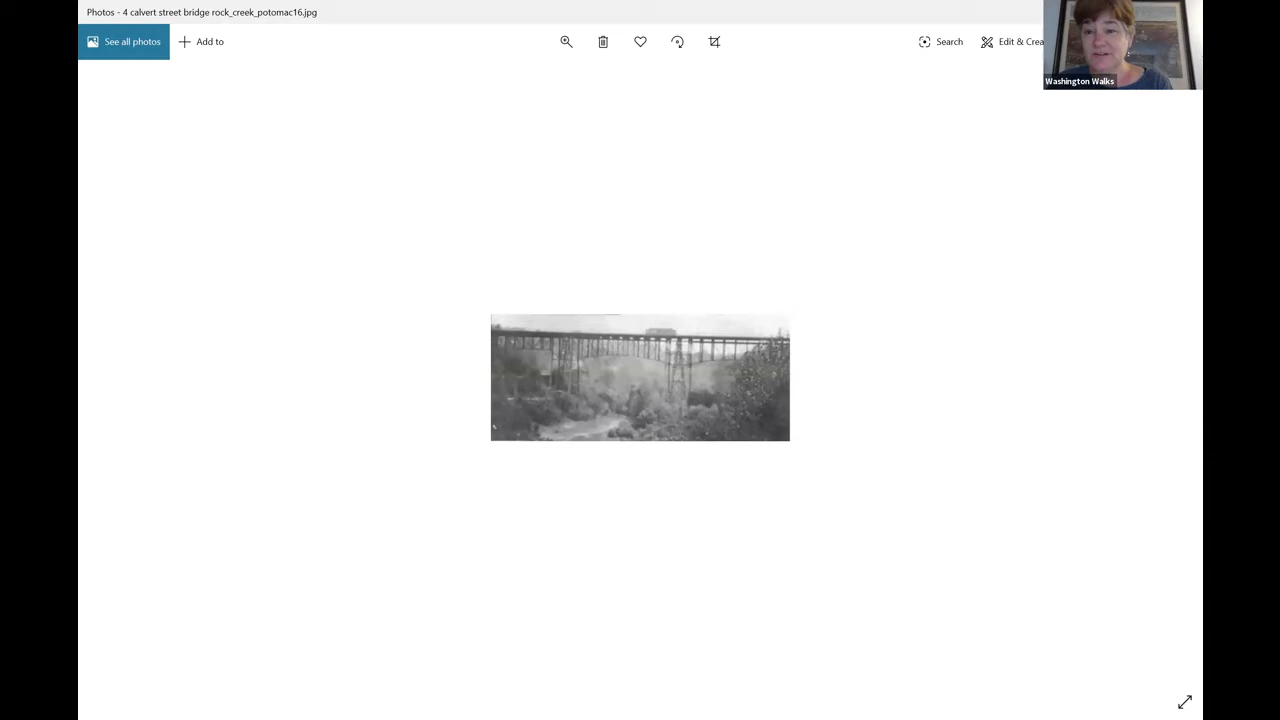 Photos - 4 calvert street bridge rock_creek_potomac16.jpg
See all photos
Add to
Search
Edit & Crea
Washington Walks